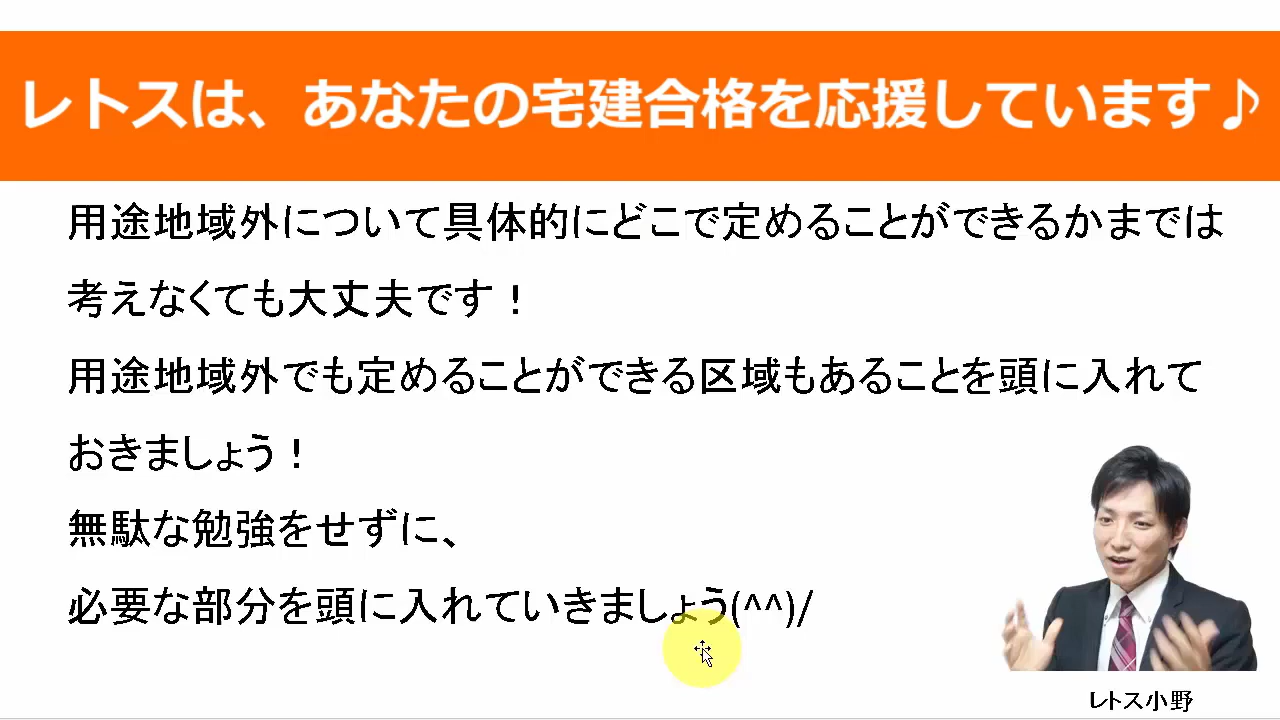 レトスは、あなたの宅建合格を応援しています♪
用途地域外について具体的にどこで定めることができるかまでは
考えなくても大丈夫です！
用途地域外でも定めることができる区域もあることを頭に入れて
おきましょう！
無駄な勉強をせずに、
必要な部分を頭に入れていきましょう(^^)/
レトス小野